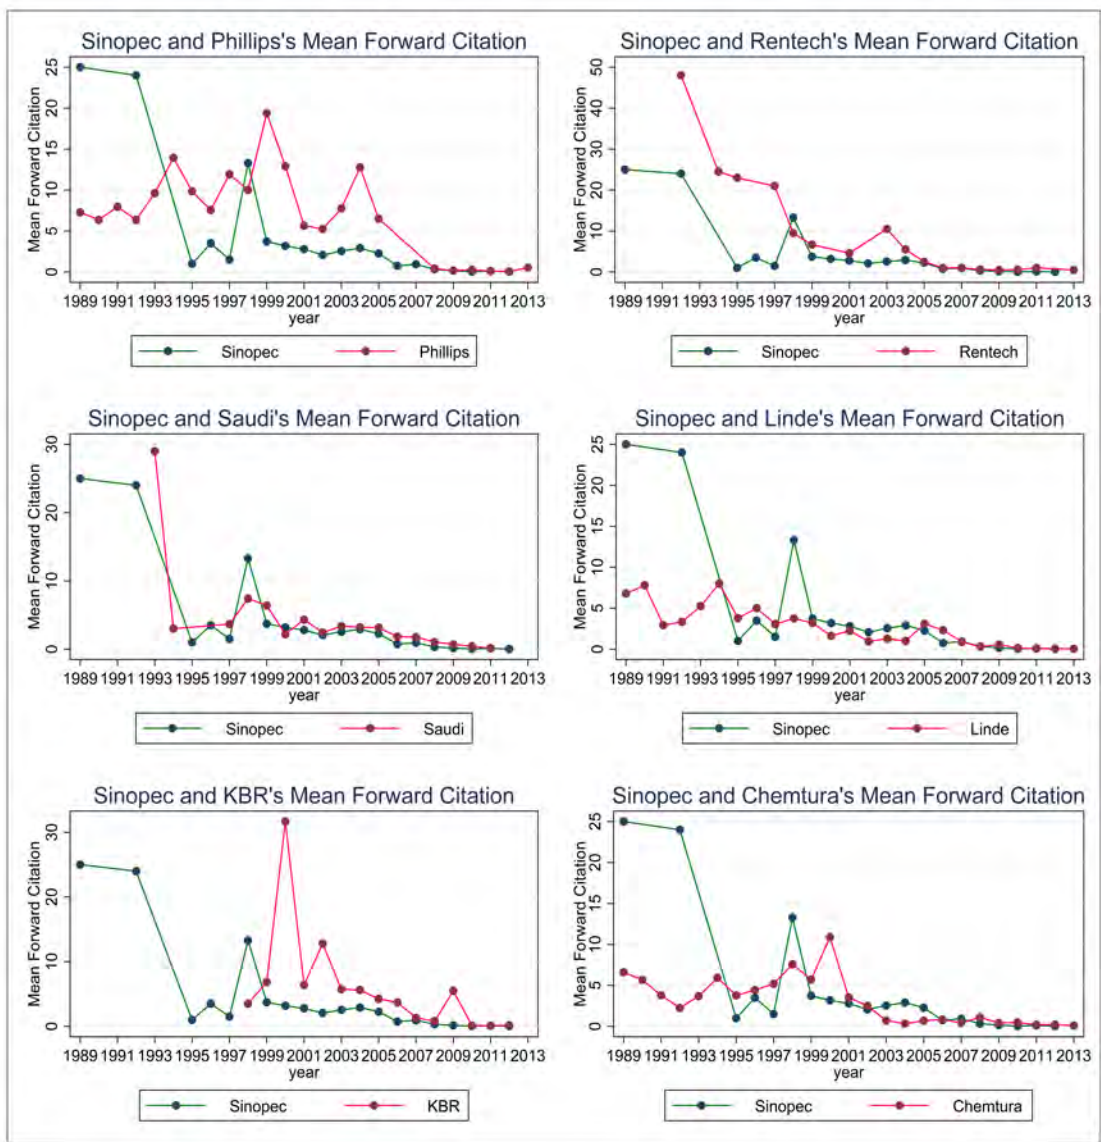 Sinopec and Phillips's Mean Forward Citation
Mean Forward Citation
25
20
15
10
5
0
1989 1991 1993 1995 1997 1999 2001 2003 2005 2007 2009 2011 2013
year
Sinopec Phillips
Sinopec and Rentech's Mean Forward Citation
Mean Forward Citation
50
40
30
20
10
0
1989 1991 1993 1995 1997 1999 2001 2003 2005 2007 2009 2011 2013
year
Sinopec Rentech
Sinopec and Saudi's Mean Forward Citation
Mean Forward Citation
30
20
10
0
1989 1991 1993 1995 1997 1999 2001 2003 2005 2007 2009 2011 2013
year
Sinopec Saudi
Sinopec and Linde's Mean Forward Citation
Mean Forward Citation
25
20
15
10
5
0
1989 1991 1993 1995 1997 1999 2001 2003 2005 2007 2009 2011 2013
year
Sinopec Linde
Sinopec and KBR's Mean Forward Citation
Mean Forward Citation
30
20
10
0
1989 1991 1993 1995 1997 1999 2001 2003 2005 2007 2009 2011 2013
year
Sinopec KBR
Sinopec and Chemtura's Mean Forward Citation
Mean Forward Citation
25
20
15
10
5
0
1989 1991 1993 1995 1997 1999 2001 2003 2005 2007 2009 2011 2013
year
Sinopec Chemtura